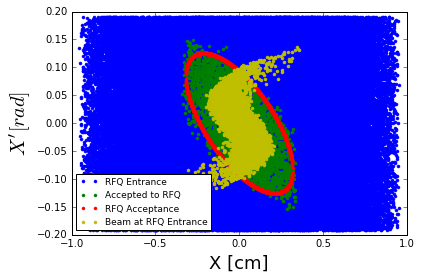 0.20
0.15
0.10
0.05
0.00
−0.05
−0.10
−0.15
−0.20
X′[rad]
RFQ Entrance
Accepted to RFQ
RFQ Acceptance
Beam at RFQ Entrance
−1.0 −0.5 0.0 0.5 1.0
X [cm]